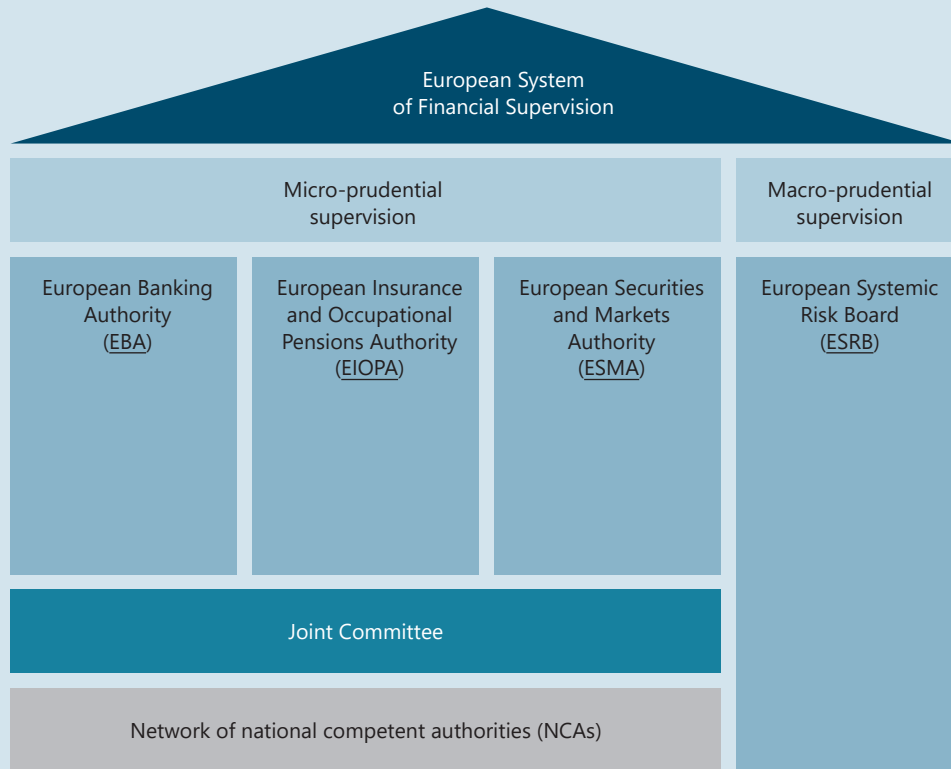 European System
of Financial Supervision
Micro-prudential
supervision
Macro-prudential
supervision
European Banking
Authority
(EBA)
European Insurance
and Occupational
Pensions Authority
(EIOPA)
European Securities
and Markets
Authority
(ESMA)
European Systemic
Risk Board
(ESRB)
Joint Committee
Network of national competent authorities (NCAs)